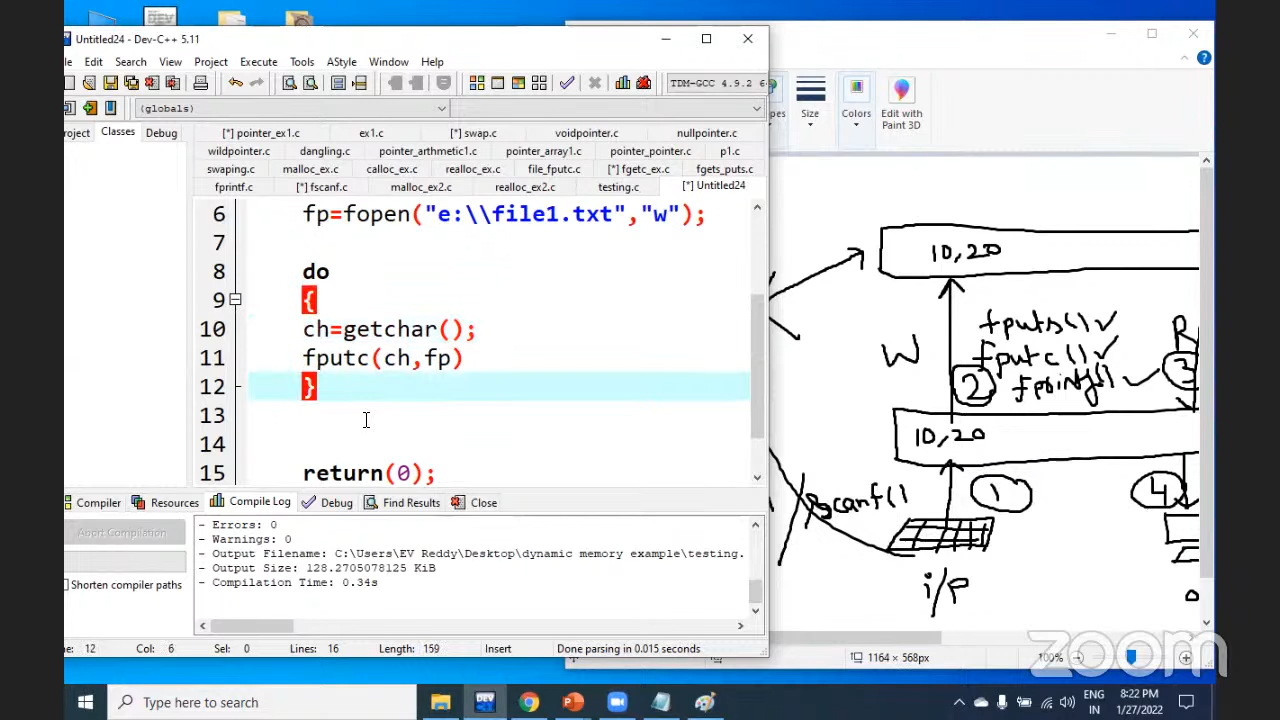 Untitled24 - Dev-C++ 5.11
Edit Search View Project Execute Tools AStyle Window Help
TDM-GCC 4.9.2
(globals)
Classes Debug
[*] pointer_ex1.c ex1.c [*] swap.c voidpointer.c nullpointer.c
wildpointer.c dangling.c pointer_arthmetic1.c pointer_array1.c pointer_pointer.c p1.c
swaping.c malloc_ex.c calloc_ex.c realloc_ex.c file_fputc.c [*] fgetc_ex.c fgets_puts.c
fprintf.c [*] fscanf.c malloc_ex2.c realloc_ex2.c testing.c [*] Untitled24
6 fp=fopen("e:\\file1.txt","w");
7
8 do
9 {
10 ch=getchar();
11 fputc(ch,fp)
12 }
13
14
15 return(0);
Compiler Resources Compile Log Debug Find Results Close
Abort Compilation
Shorten compiler paths
- Errors: 0
- Warnings: 0
- Output Filename: C:\Users\EV Reddy\Desktop\dynamic memory example\testing.
- Output Size: 128.2705078125 KiB
- Compilation Time: 0.34s
12 Col: 6 Sel: 0 Lines: 16 Length: 159 Insert Done parsing in 0.015 seconds
Size Colors Edit with
Paint 3D
10,20
fputs()
W fputc() R
2 3
10,20
1 4
i/p
1164 × 568px 100%
zoom
Type here to search
ENG
IN
8:22 PM
1/27/2022